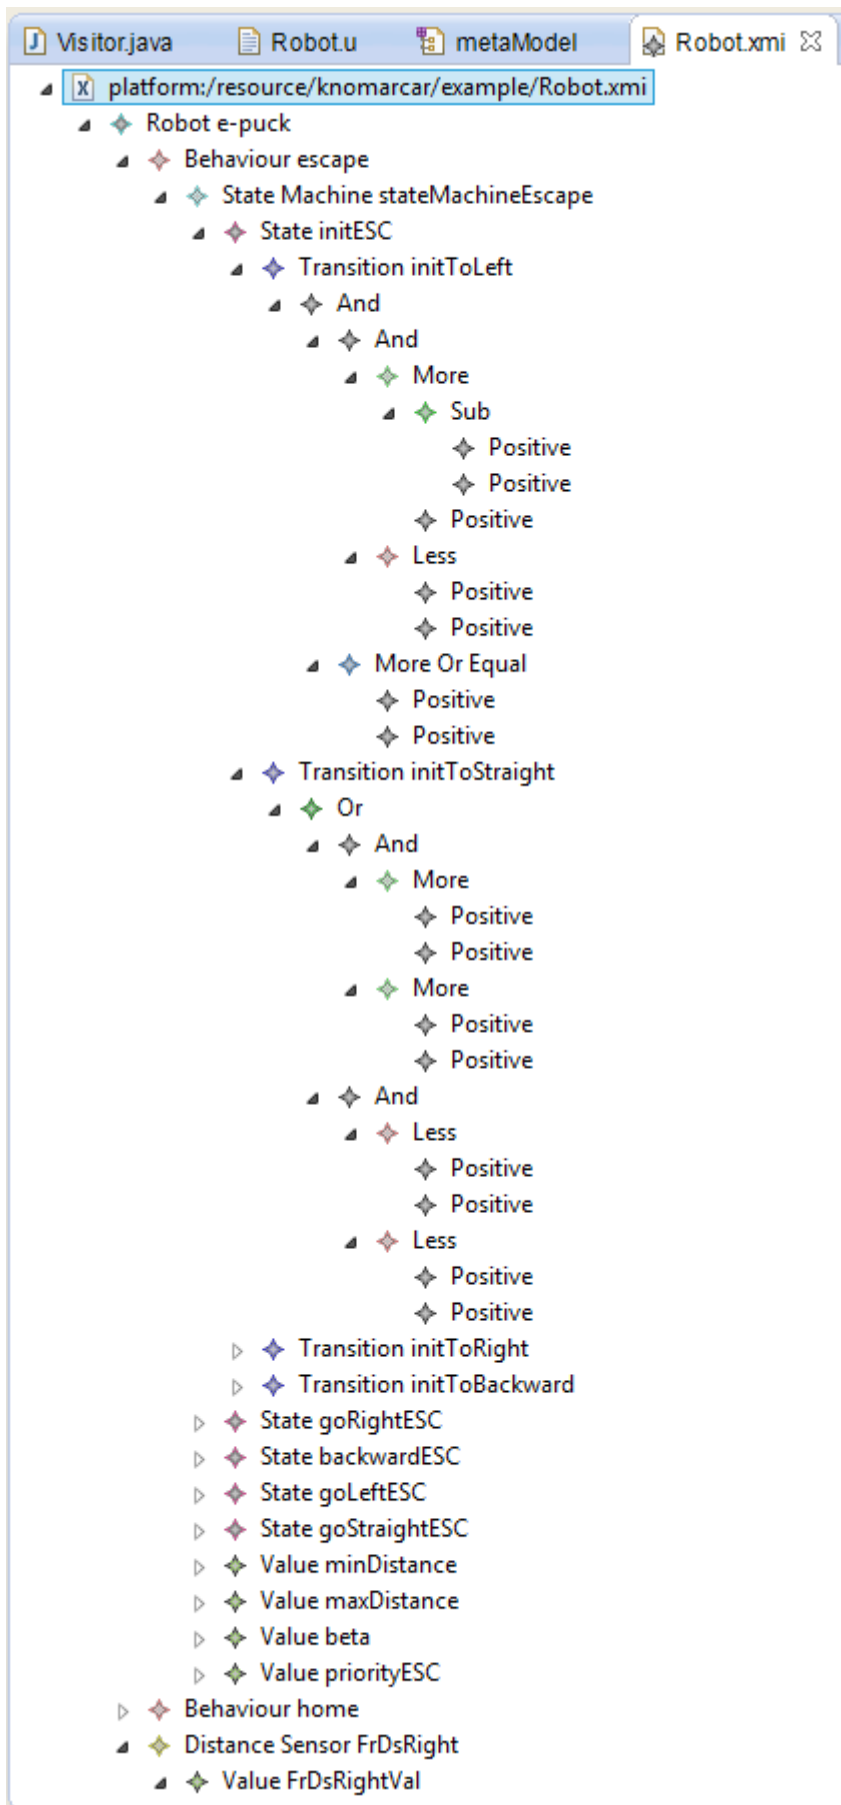 Visitor.java Robot.u metaModel Robot.xmi
platform:/resource/knomarcar/example/Robot.xmi
Robot e-puck
Behaviour escape
State Machine stateMachineEscape
State initESC
Transition initToLeft
And
And
More
Sub
Positive
Positive
Positive
Less
Positive
Positive
More Or Equal
Positive
Positive
Transition initToStraight
Or
And
More
Positive
Positive
More
Positive
Positive
And
Less
Positive
Positive
Less
Positive
Positive
Transition initToRight
Transition initToBackward
State goRightESC
State backwardESC
State goLeftESC
State goStraightESC
Value minDistance
Value maxDistance
Value beta
Value priorityESC
Behaviour home
Distance Sensor FrDsRight
Value FrDsRightVal